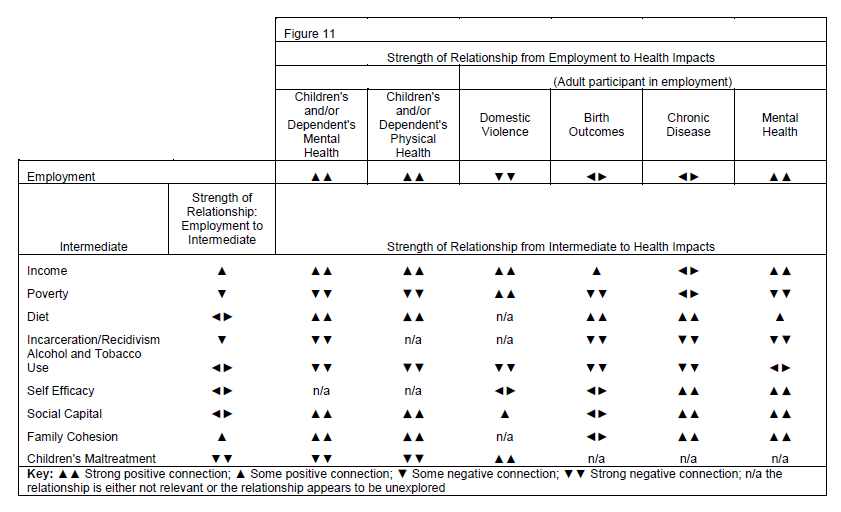 Figure 11
Strength of Relationship from Employment to Health Impacts
(Adult participant in employment)
Children's and/or Dependent's Mental Health | Children's and/or Dependent's Physical Health | Domestic Violence | Birth Outcomes | Chronic Disease | Mental Health
Employment ▲▲ ▲▲ ▼▼ ◄► ◄► ▲▲
Intermediate | Strength of Relationship: Employment to Intermediate | Strength of Relationship from Intermediate to Health Impacts
Income ▲ ▲▲ ▲▲ ▲▲ ▲ ◄► ▲▲
Poverty ▼ ▼▼ ▼▼ ▲▲ ▼▼ ◄► ▼▼
Diet ◄► ▲▲ ▲▲ n/a ▲▲ ▲▲ ▲
Incarceration/Recidivism ▼ ▼▼ n/a n/a ▼▼ ▼▼ ▼▼
Alcohol and Tobacco
Use ◄► ▼▼ ▼▼ ▼▼ ▼▼ ▼▼ ◄►
Self Efficacy ◄► n/a n/a ◄► ◄► ▲▲ ▲▲
Social Capital ◄► ▲▲ ▲▲ ▲ ◄► ▲▲ ▲▲
Family Cohesion ▲ ▲▲ ▲▲ n/a ◄► ▲▲ ▲▲
Children's Maltreatment ▼▼ ▼▼ ▼▼ ▲▲ n/a n/a n/a
Key: ▲▲ Strong positive connection; ▲ Some positive connection; ▼ Some negative connection; ▼▼ Strong negative connection; n/a the
relationship is either not relevant or the relationship appears to be unexplored